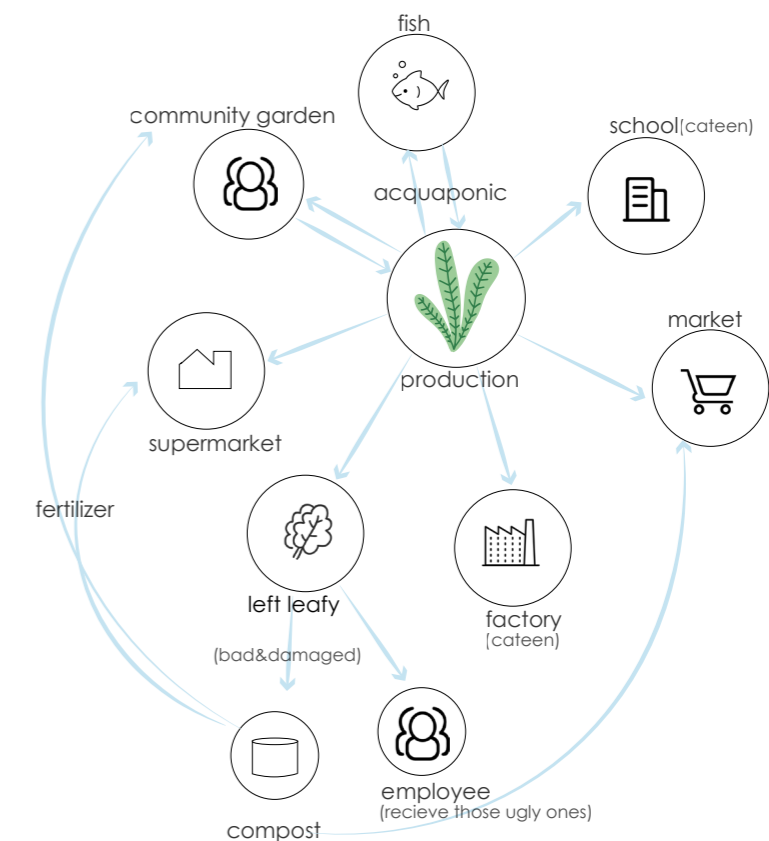 fish
community garden
school(cateen)
acquaponic
market
production
supermarket
fertilizer
left leafy
factory
(cateen)
(bad&damaged)
employee
(recieve those ugly ones)
compost